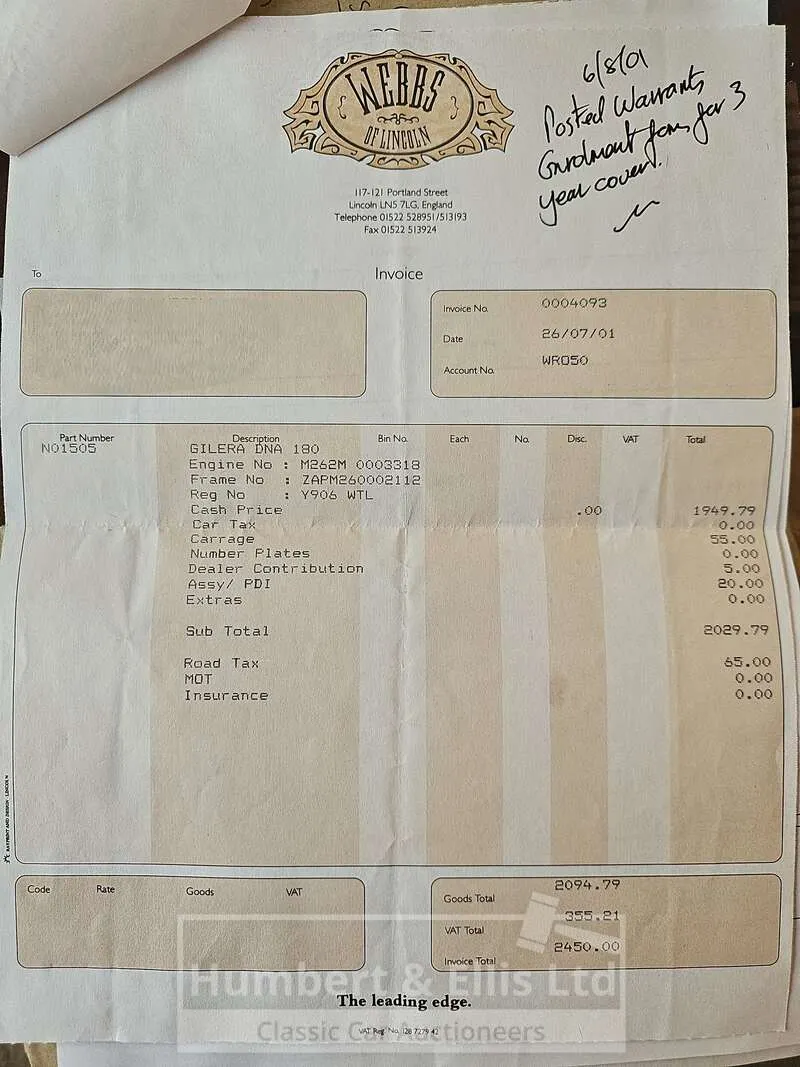 WEBBS
OF LINCOLN
6/8/01
Posted Warranty
Enrolment form for 3
year cover.
117-121 Portland Street
Lincoln LN5 7LG, England
Telephone 01522 528951/513193
Fax 01522 513924
To
Invoice
Invoice No. 0004093
Date 26/07/01
Account No. WR050
Part Number Description Bin No. Each No. Disc. VAT Total
N01505 GILERA DNA 180
Engine No : M262M 0003318
Frame No : ZAPM260002112
Reg No : Y906 WTL
Cash Price .00 1949.79
Car Tax 0.00
Carrage 55.00
Number Plates 0.00
Dealer Contribution 5.00
Assy/ PDI 20.00
Extras 0.00
Sub Total 2029.79
Road Tax 65.00
MOT 0.00
Insurance 0.00
Code Rate Goods VAT
Goods Total 2094.79
VAT Total 355.21
Invoice Total 2450.00
Humbert & Ellis Ltd
The leading edge.
Classic Car Auctioneers
VAT Reg No. 128 7279 42